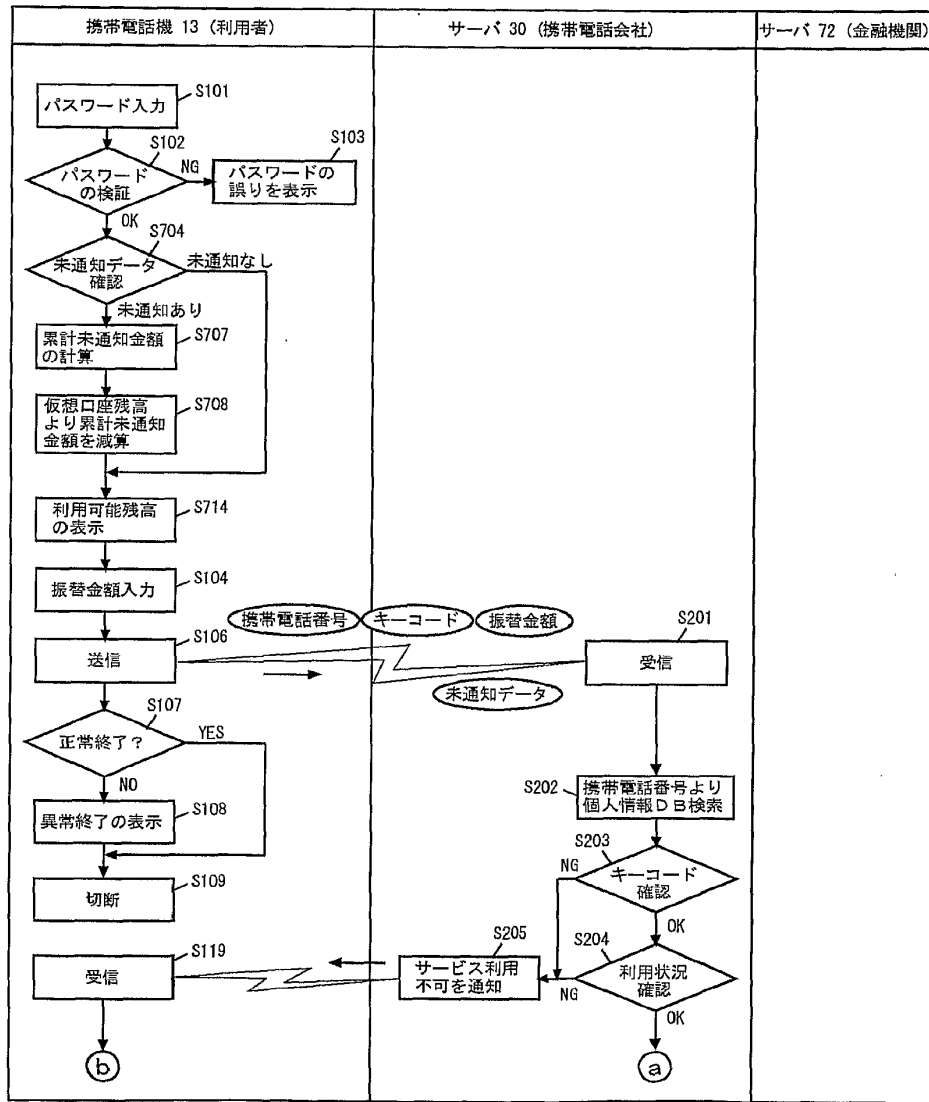 携帯電話機 13 (利用者)
サーバ 30 (携帯電話会社)
サーバ 72 (金融機関)
S101
パスワード入力
S102
パスワード
の検証
NG
S103
パスワードの
誤りを表示
OK
S704
未通知データ
確認
未通知なし
未通知あり
S707
累計未通知金額
の計算
S708
仮想口座残高
より累計未通知
金額を減算
S714
利用可能残高
の表示
S104
振替金額入力
携帯電話番号
キーコード
振替金額
S106
送信
S201
受信
未通知データ
S107
正常終了?
YES
NO
S108
異常終了の表示
S109
切断
S202
携帯電話番号より
個人情報DB検索
S203
キーコード
確認
NG
OK
S204
利用状況
確認
NG
OK
S205
サービス利用
不可を通知
S119
受信
b
a